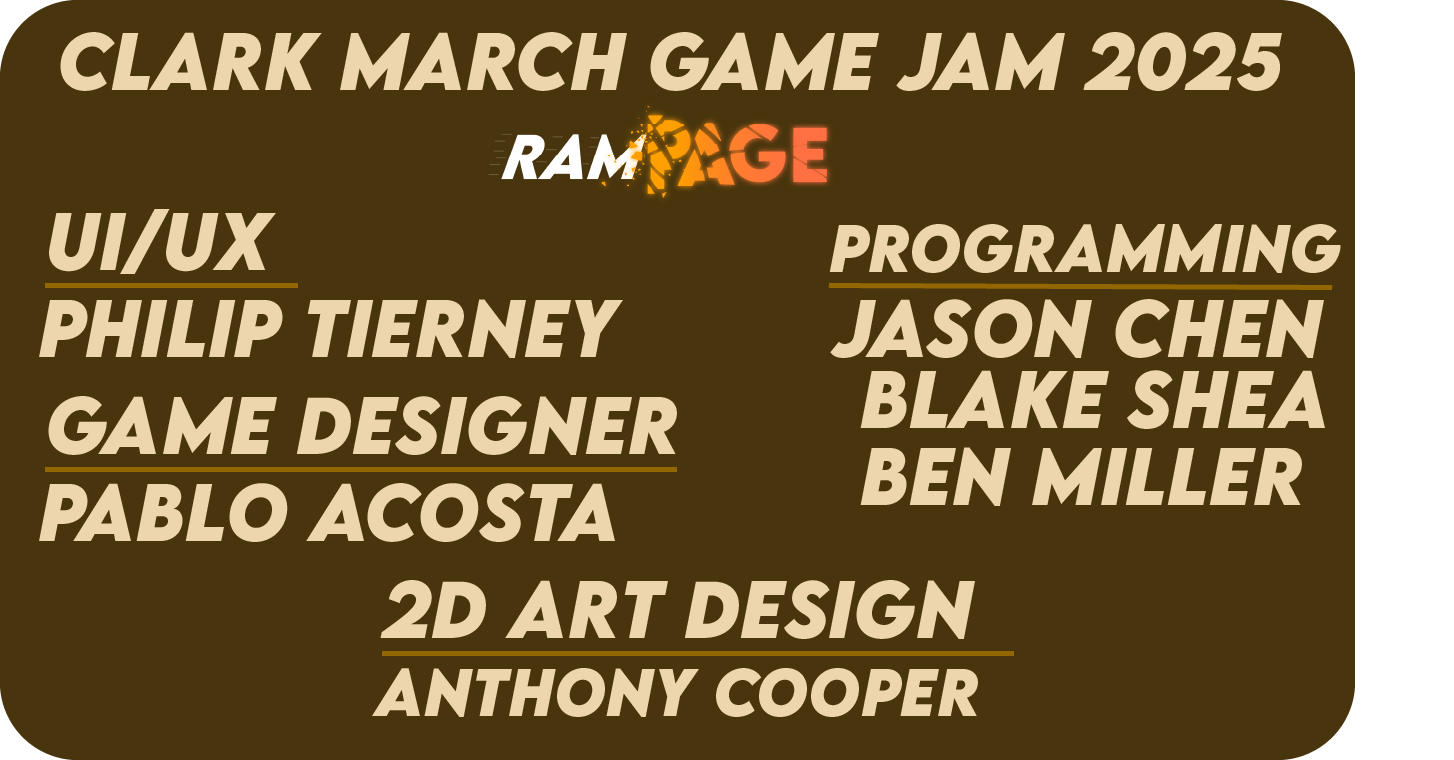 CLARK MARCH GAME JAM 2025
RAMPAGE
UI/UX
PHILIP TIERNEY
GAME DESIGNER
PABLO ACOSTA
PROGRAMMING
JASON CHEN
BLAKE SHEA
BEN MILLER
2D ART DESIGN
ANTHONY COOPER